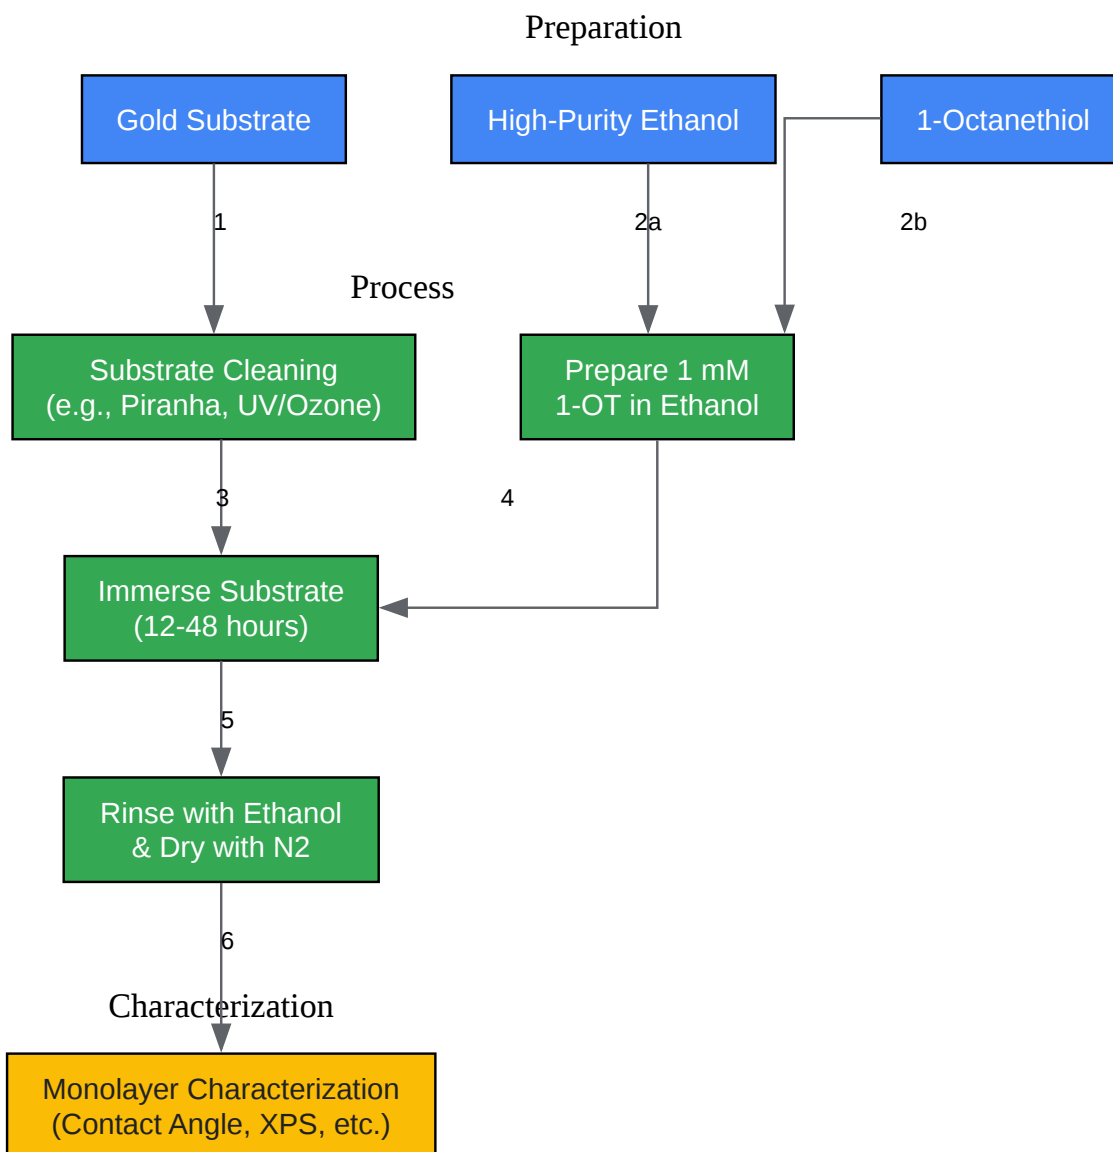 Preparation
Gold Substrate
High-Purity Ethanol
1-Octanethiol
1
2a
2b
Process
Substrate Cleaning
(e.g., Piranha, UV/Ozone)
Prepare 1 mM
1-OT in Ethanol
3
4
Immerse Substrate
(12-48 hours)
5
Rinse with Ethanol
& Dry with N2
6
Characterization
Monolayer Characterization
(Contact Angle, XPS, etc.)